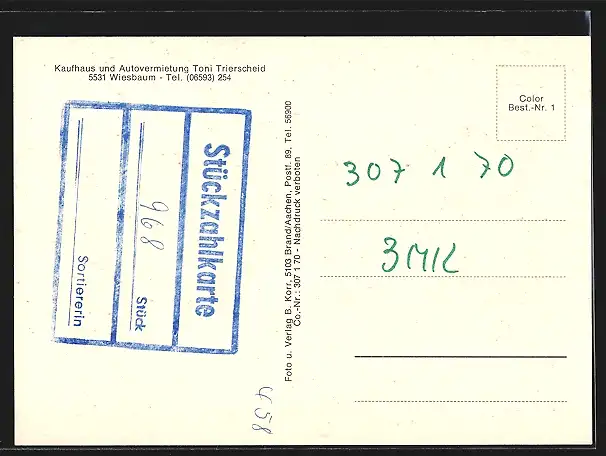 Kaufhaus und Autovermietung Toni Trierscheid
5531 Wiesbaum - Tel. (06593) 254
Stückzahlkarte
968 Stück
Sortiererin
458
Foto u. Verlag B. Korr, 5103 Brand/Aachen, Postf. 89, Tel. 56900
Co.-Nr.: 307 1 70 - Nachdruck verboten
Color
Best.-Nr. 1
307 1 70
3MK